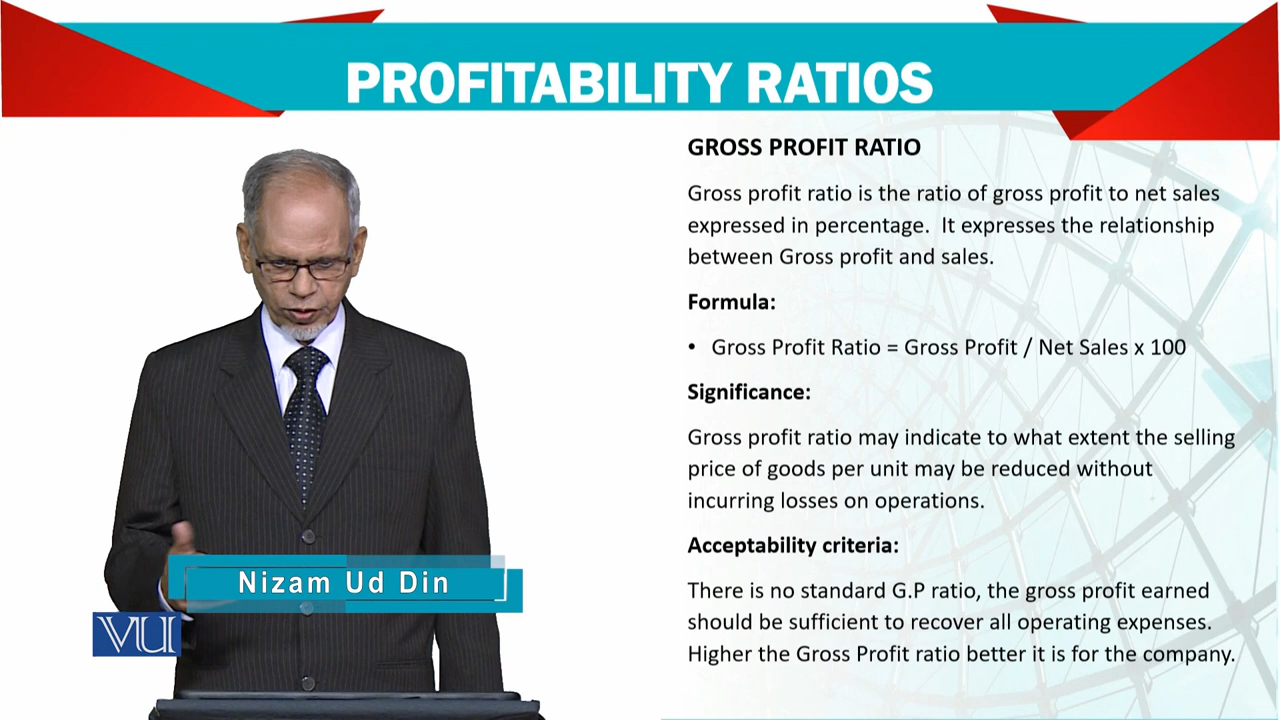 PROFITABILITY RATIOS
GROSS PROFIT RATIO
Gross profit ratio is the ratio of gross profit to net sales
expressed in percentage. It expresses the relationship
between Gross profit and sales.
Formula:
• Gross Profit Ratio = Gross Profit / Net Sales x 100
Significance:
Gross profit ratio may indicate to what extent the selling
price of goods per unit may be reduced without
incurring losses on operations.
Acceptability criteria:
There is no standard G.P ratio, the gross profit earned
should be sufficient to recover all operating expenses.
Higher the Gross Profit ratio better it is for the company.
Nizam Ud Din
VU